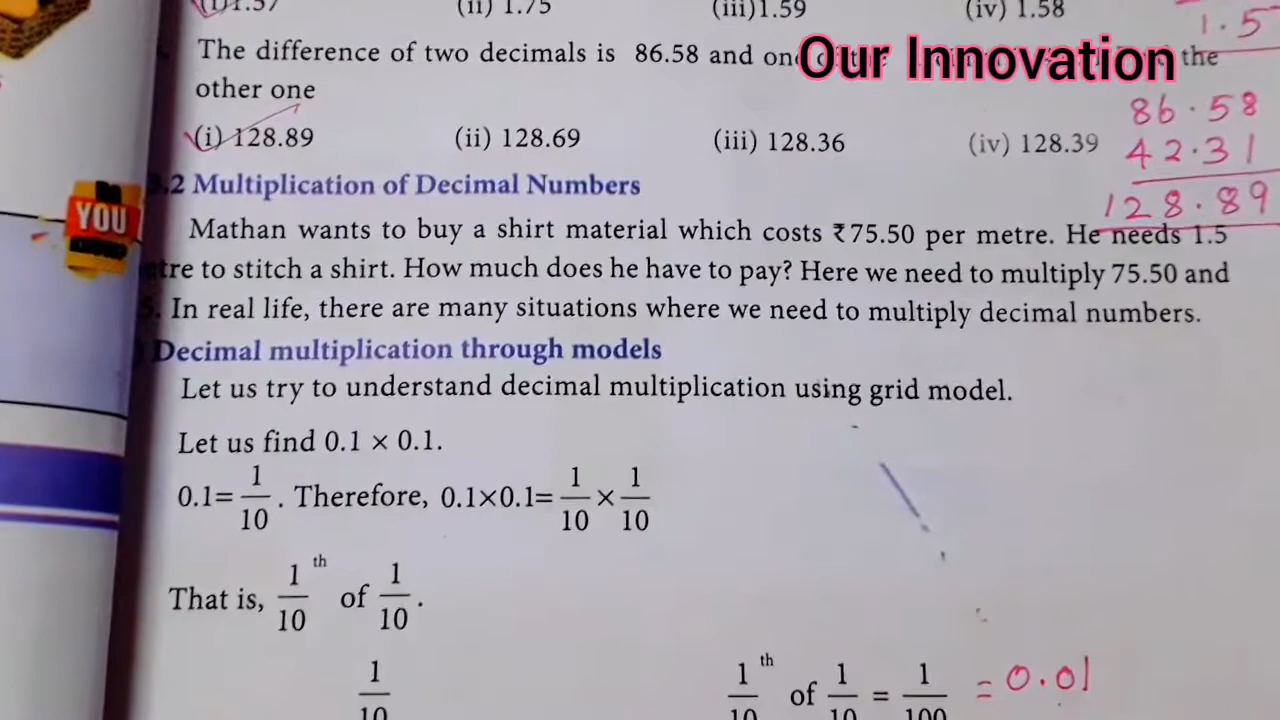 (i)1.57 (ii) 1.75 (iii)1.59 (iv) 1.58
1.5
The difference of two decimals is 86.58 and one the
Our Innovation
other one
86.58
(i) 128.89 (ii) 128.69 (iii) 128.36 (iv) 128.39
42.31
128.89
.2 Multiplication of Decimal Numbers
YOU
Mathan wants to buy a shirt material which costs ₹75.50 per metre. He needs 1.5
tre to stitch a shirt. How much does he have to pay? Here we need to multiply 75.50 and
. In real life, there are many situations where we need to multiply decimal numbers.
Decimal multiplication through models
Let us try to understand decimal multiplication using grid model.
Let us find 0.1 × 0.1.
0.1= 1/10 . Therefore, 0.1×0.1= 1/10 × 1/10
That is, 1/10 th of 1/10 .
1/10 1/10 th of 1/10 = 1/100 = 0.01